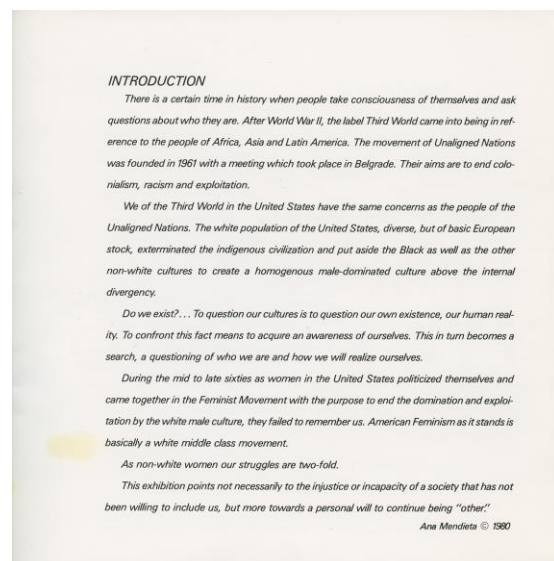 INTRODUCTION
There is a certain time in history when people take consciousness of themselves and ask
questions about who they are. After World War II, the label Third World came into being in ref-
erence to the people of Africa, Asia and Latin America. The movement of Unaligned Nations
was founded in 1961 with a meeting which took place in Belgrade. Their aims are to end colo-
nialism, racism and exploitation.
We of the Third World in the United States have the same concerns as the people of the
Unaligned Nations. The white population of the United States, diverse, but of basic European
stock, exterminated the indigenous civilization and put aside the Black as well as the other
non-white cultures to create a homogenous male-dominated culture above the internal
divergency.
Do we exist?... To question our cultures is to question our own existence, our human real-
ity. To confront this fact means to acquire an awareness of ourselves. This in turn becomes a
search, a questioning of who we are and how we will realize ourselves.
During the mid to late sixties as women in the United States politicized themselves and
came together in the Feminist Movement with the purpose to end the domination and exploi-
tation by the white male culture, they failed to remember us. American Feminism as it stands is
basically a white middle class movement.
As non-white women our struggles are two-fold.
This exhibition points not necessarily to the injustice or incapacity of a society that has not
been willing to include us, but more towards a personal will to continue being "other."
Ana Mendieta © 1980